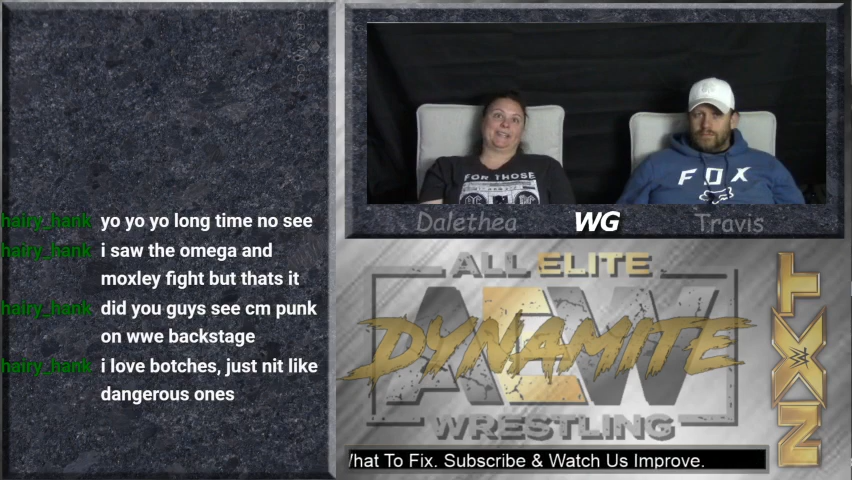 hairy_hank yo yo yo long time no see
hairy_hank i saw the omega and
moxley fight but thats it
hairy_hank did you guys see cm punk
on wwe backstage
hairy_hank i love botches, just nit like
dangerous ones
FOR THOSE
FOX
Dalethea WG Travis
ALL ELITE
AEW
DYNAMITE
WRESTLING
NXT
W
hat To Fix. Subscribe & Watch Us Improve.